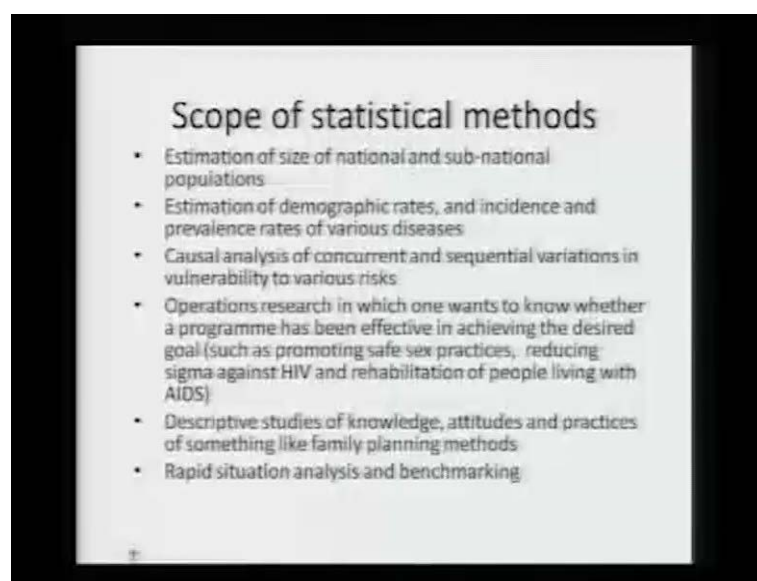 Scope of statistical methods
• Estimation of size of national and sub-national
populations
• Estimation of demographic rates, and incidence and
prevalence rates of various diseases
• Causal analysis of concurrent and sequential variations in
vulnerability to various risks
• Operations research in which one wants to know whether
a programme has been effective in achieving the desired
goal (such as promoting safe sex practices, reducing
sigma against HIV and rehabilitation of people living with
AIDS)
• Descriptive studies of knowledge, attitudes and practices
of something like family planning methods
• Rapid situation analysis and benchmarking